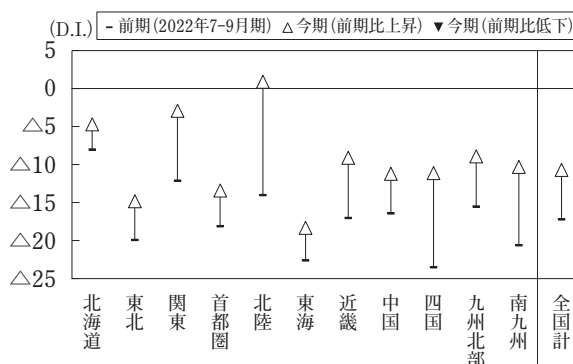 (D.I.)
－前期(2022年7-9月期) △今期(前期比上昇) ▼今期(前期比低下)
5
0
△5
△10
△15
△20
△25
北海道
東北
関東
首都圏
北陸
東海
近畿
中国
四国
九州北部
南九州
全国計